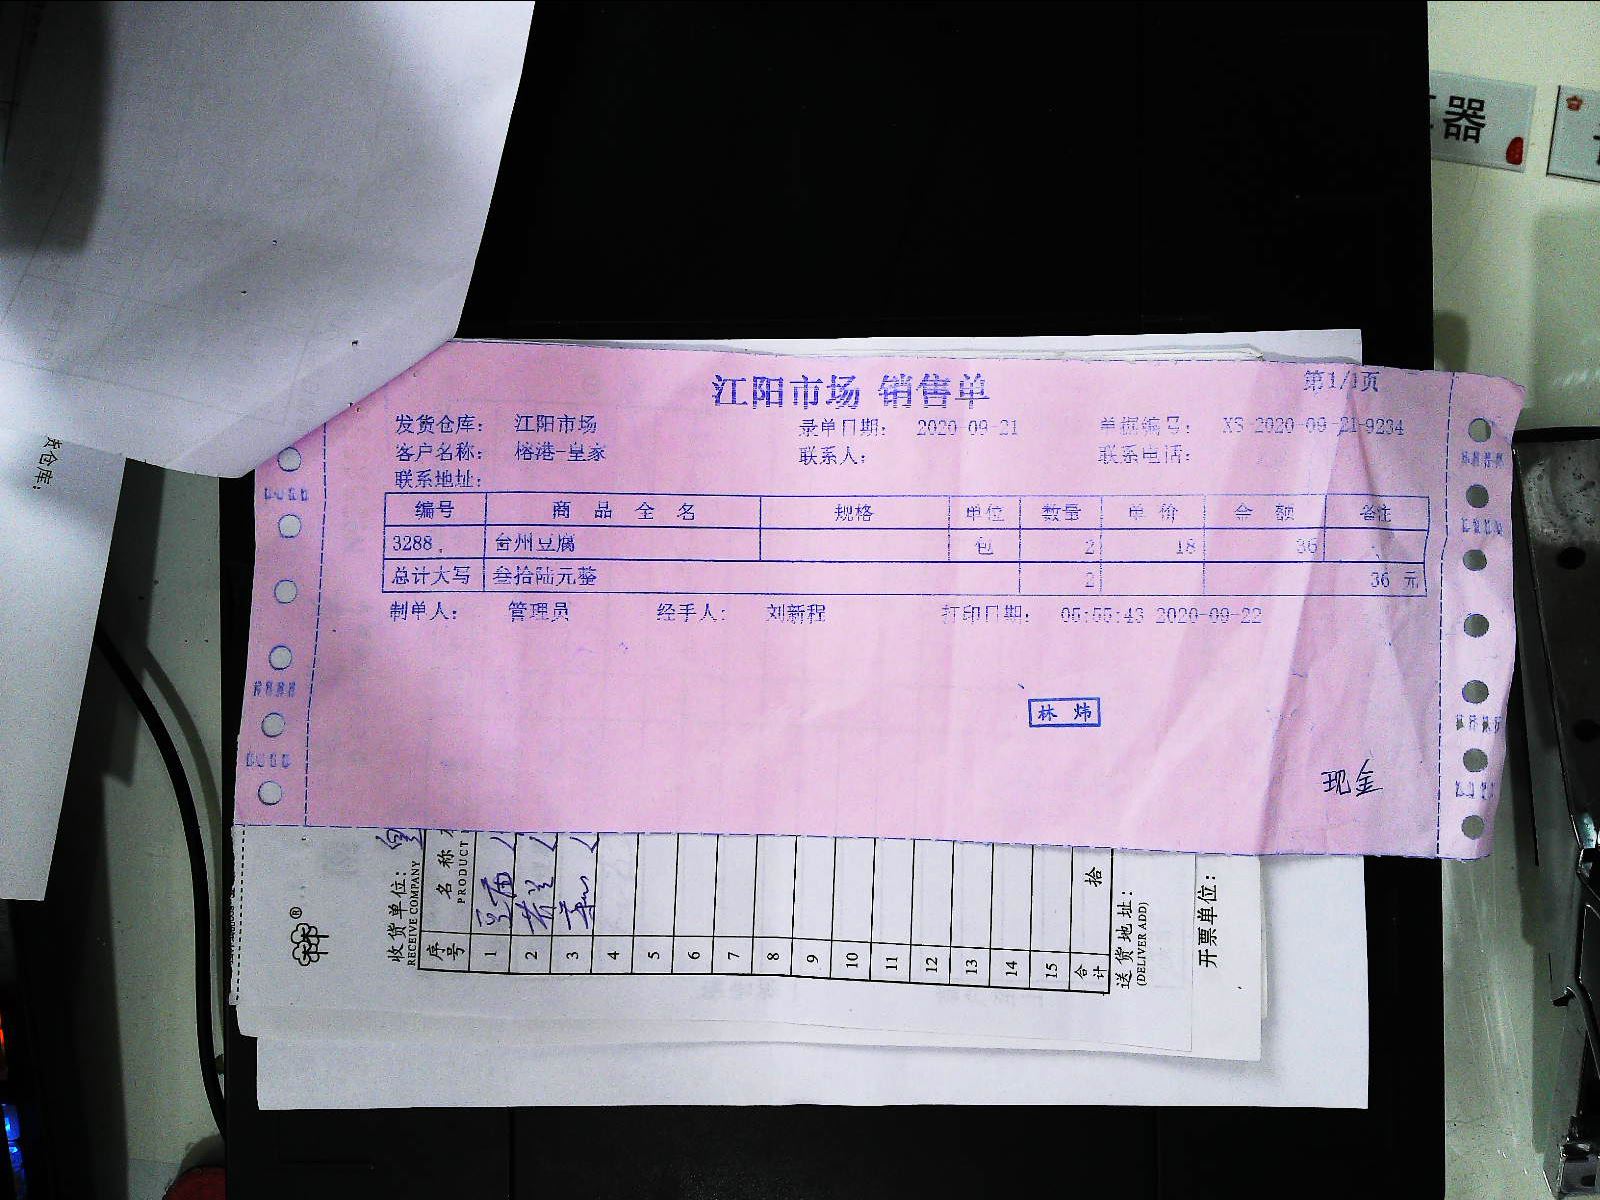 器
江阳市场 销售单
第1/1页
发货仓库： 江阳市场 录单日期： 2020-09-21 单据编号： XS-2020-09-21-9234
客户名称： 榕港-皇家 联系人： 联系电话：
联系地址：
编号 商品全名 规格 单位 数量 单价 金额 备注
3288 台州豆腐 包 2 18 36
总计大写 叁拾陆元整 2 36 元
制单人： 管理员 经手人： 刘新程 打印日期： 05:55:43 2020-09-22
林炜
现金
仓库：
收货单位：
RECEIVE COMPANY
序号 名称
PRODUCT
1
2
3
4
5
6
7
8
9
10
11
12
13
14
15
合计 拾
送货地址：
(DELIVER ADD)
开票单位：